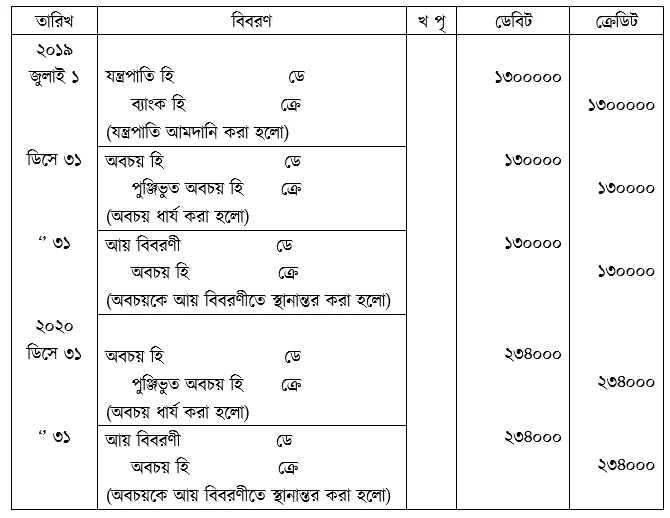 তারিখ বিবরণ খ পৃ ডেবিট ক্রেডিট
২০১৯
জুলাই ১ যন্ত্রপাতি হি ডে ১৩০০০০০
ব্যাংক হি ক্রে ১৩০০০০০
(যন্ত্রপাতি আমদানি করা হলো)
ডিসে ৩১ অবচয় হি ডে ১৩০০০০
পুঞ্জিভুত অবচয় হি ক্রে ১৩০০০০
(অবচয় ধার্য করা হলো)
“ ৩১ আয় বিবরণী ডে ১৩০০০০
অবচয় হি ক্রে ১৩০০০০
(অবচয়কে আয় বিবরণীতে স্থানান্তর করা হলো)
২০২০
ডিসে ৩১ অবচয় হি ডে ২৩৪০০০
পুঞ্জিভুত অবচয় হি ক্রে ২৩৪০০০
(অবচয় ধার্য করা হলো)
“ ৩১ আয় বিবরণী ডে ২৩৪০০০
অবচয় হি ক্রে ২৩৪০০০
(অবচয়কে আয় বিবরণীতে স্থানান্তর করা হলো)